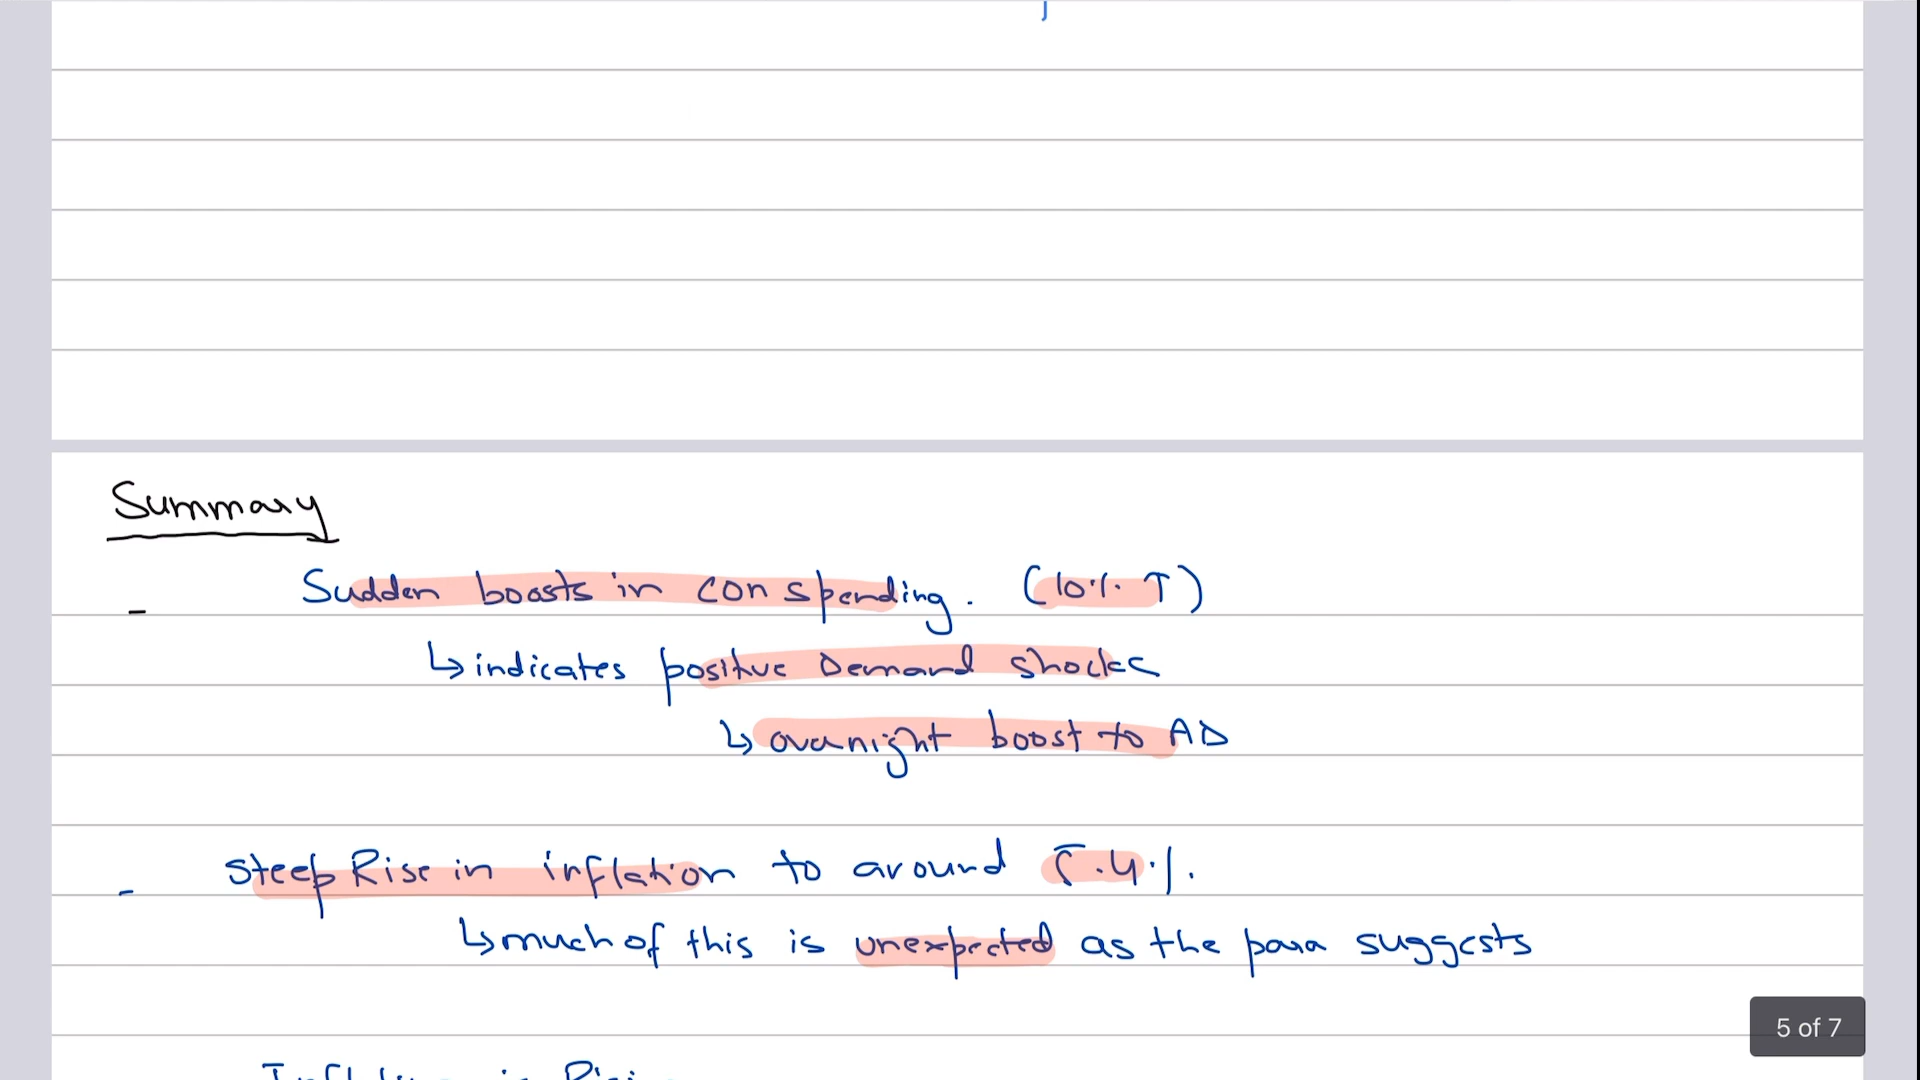 Summary
- Sudden boosts in con spending. (10% ↑)
↳ indicates positive Demand shocks
↳ overnight boost to AD
- Steep Rise in inflation to around 5.4%.
↳ much of this is unexpected as the para suggests
5 of 7